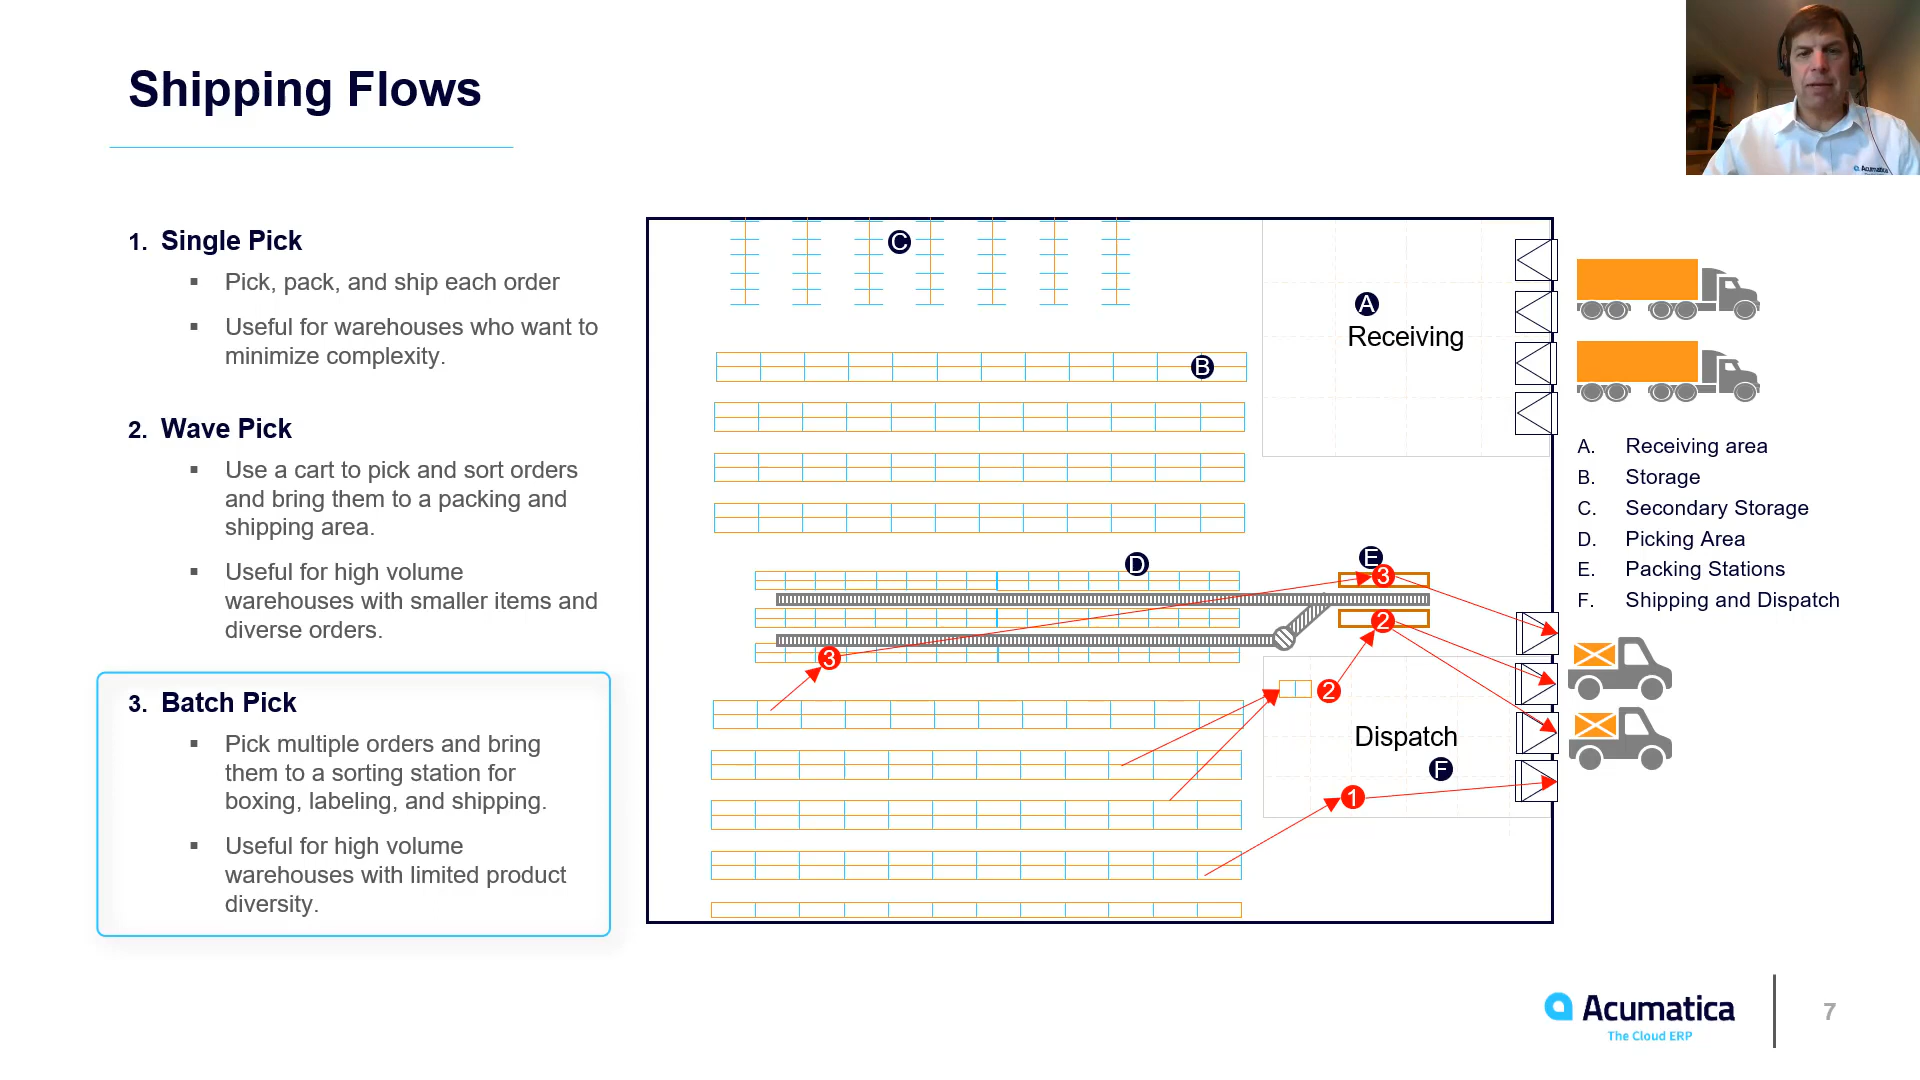 Shipping Flows
1. Single Pick
▪ Pick, pack, and ship each order
▪ Useful for warehouses who want to
minimize complexity.
2. Wave Pick
▪ Use a cart to pick and sort orders
and bring them to a packing and
shipping area.
▪ Useful for high volume
warehouses with smaller items and
diverse orders.
3. Batch Pick
▪ Pick multiple orders and bring
them to a sorting station for
boxing, labeling, and shipping.
▪ Useful for high volume
warehouses with limited product
diversity.
C
A
Receiving
B
D
E
3
2
3
2
Dispatch
F
1
A. Receiving area
B. Storage
C. Secondary Storage
D. Picking Area
E. Packing Stations
F. Shipping and Dispatch
Acumatica
Acumatica
The Cloud ERP
7